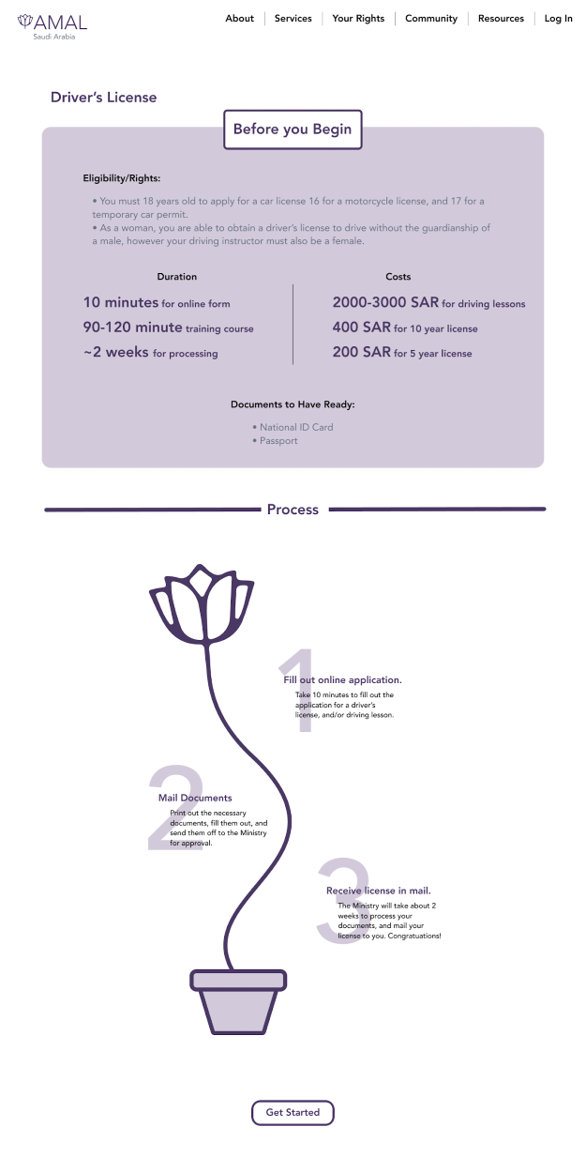 AMAL
Saudi Arabia
About
Services
Your Rights
Community
Resources
Log In
Driver's License
Before you Begin
Eligibility/Rights:
• You must 18 years old to apply for a car license 16 for a motorcycle license, and 17 for a
temporary car permit.
• As a woman, you are able to obtain a driver's license to drive without the guardianship of
a male, however your driving instructor must also be a female.
Duration
10 minutes for online form
90-120 minute training course
~2 weeks for processing
Costs
2000-3000 SAR for driving lessons
400 SAR for 10 year license
200 SAR for 5 year license
Documents to Have Ready:
• National ID Card
• Passport
Process
1
Fill out online application.
Take 10 minutes to fill out the
application for a driver's
license, and/or driving lesson.
2
Mail Documents
Print out the necessary
documents, fill them out, and
send them off to the Ministry
for approval.
3
Receive license in mail.
The Ministry will take about 2
weeks to process your
documents, and mail your
license to you. Congratuations!
Get Started